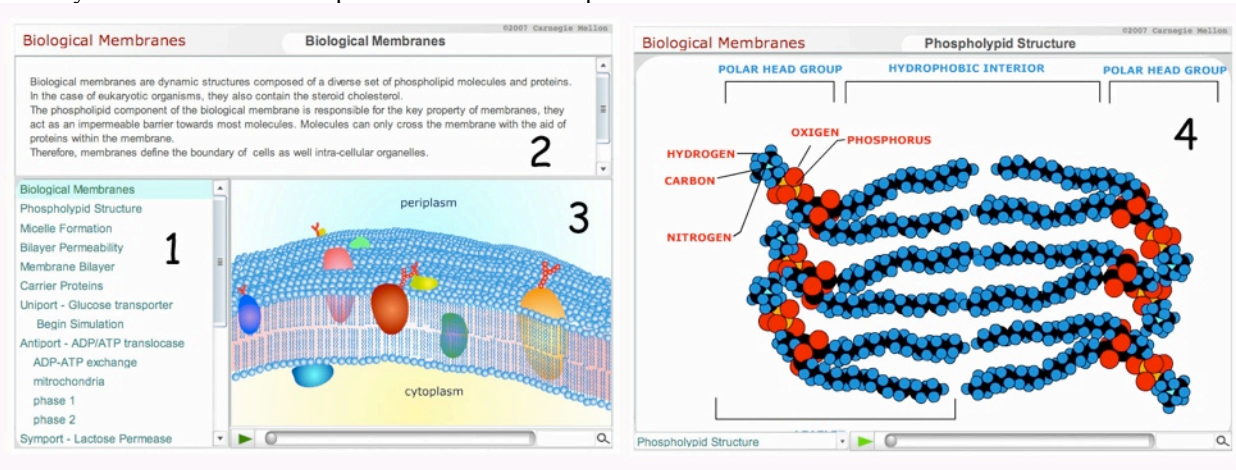 ©2007 Carnegie Mellon
Biological Membranes
Biological Membranes
Biological membranes are dynamic structures composed of a diverse set of phospholipid molecules and proteins.
In the case of eukaryotic organisms, they also contain the steroid cholesterol.
The phospholipid component of the biological membrane is responsible for the key property of membranes, they
act as an impermeable barrier towards most molecules. Molecules can only cross the membrane with the aid of
proteins within the membrane.
Therefore, membranes define the boundary of cells as well intra-cellular organelles.
2
Biological Membranes
Phospholypid Structure
Micelle Formation
Bilayer Permeability
Membrane Bilayer
Carrier Proteins
Uniport - Glucose transporter
Begin Simulation
Antiport - ADP/ATP translocase
ADP-ATP exchange
mitrochondria
phase 1
phase 2
Symport - Lactose Permease
1
periplasm
3
cytoplasm
©2007 Carnegie Mellon
Biological Membranes
Phospholypid Structure
POLAR HEAD GROUP
HYDROPHOBIC INTERIOR
POLAR HEAD GROUP
4
OXIGEN
PHOSPHORUS
HYDROGEN
CARBON
NITROGEN
Phospholypid Structure